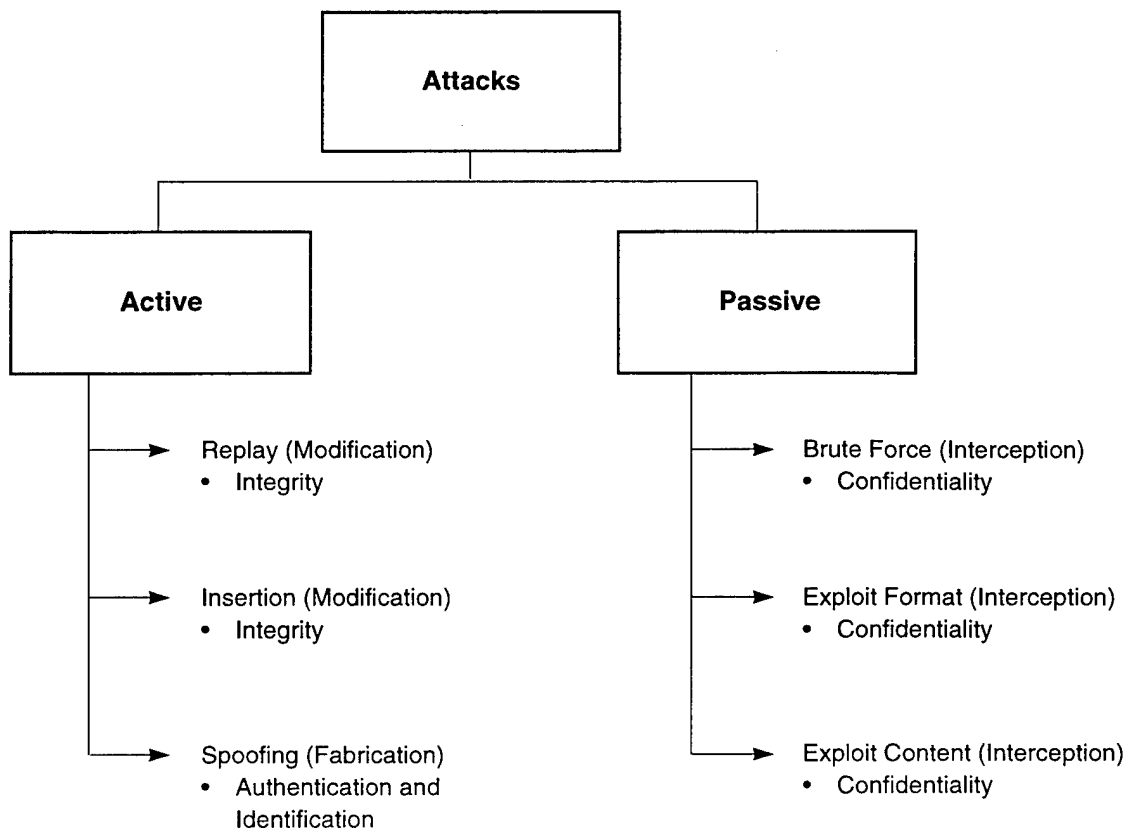 Attacks
Active
Replay (Modification)
• Integrity
Insertion (Modification)
• Integrity
Spoofing (Fabrication)
• Authentication and
Identification
Passive
Brute Force (Interception)
• Confidentiality
Exploit Format (Interception)
• Confidentiality
Exploit Content (Interception)
• Confidentiality